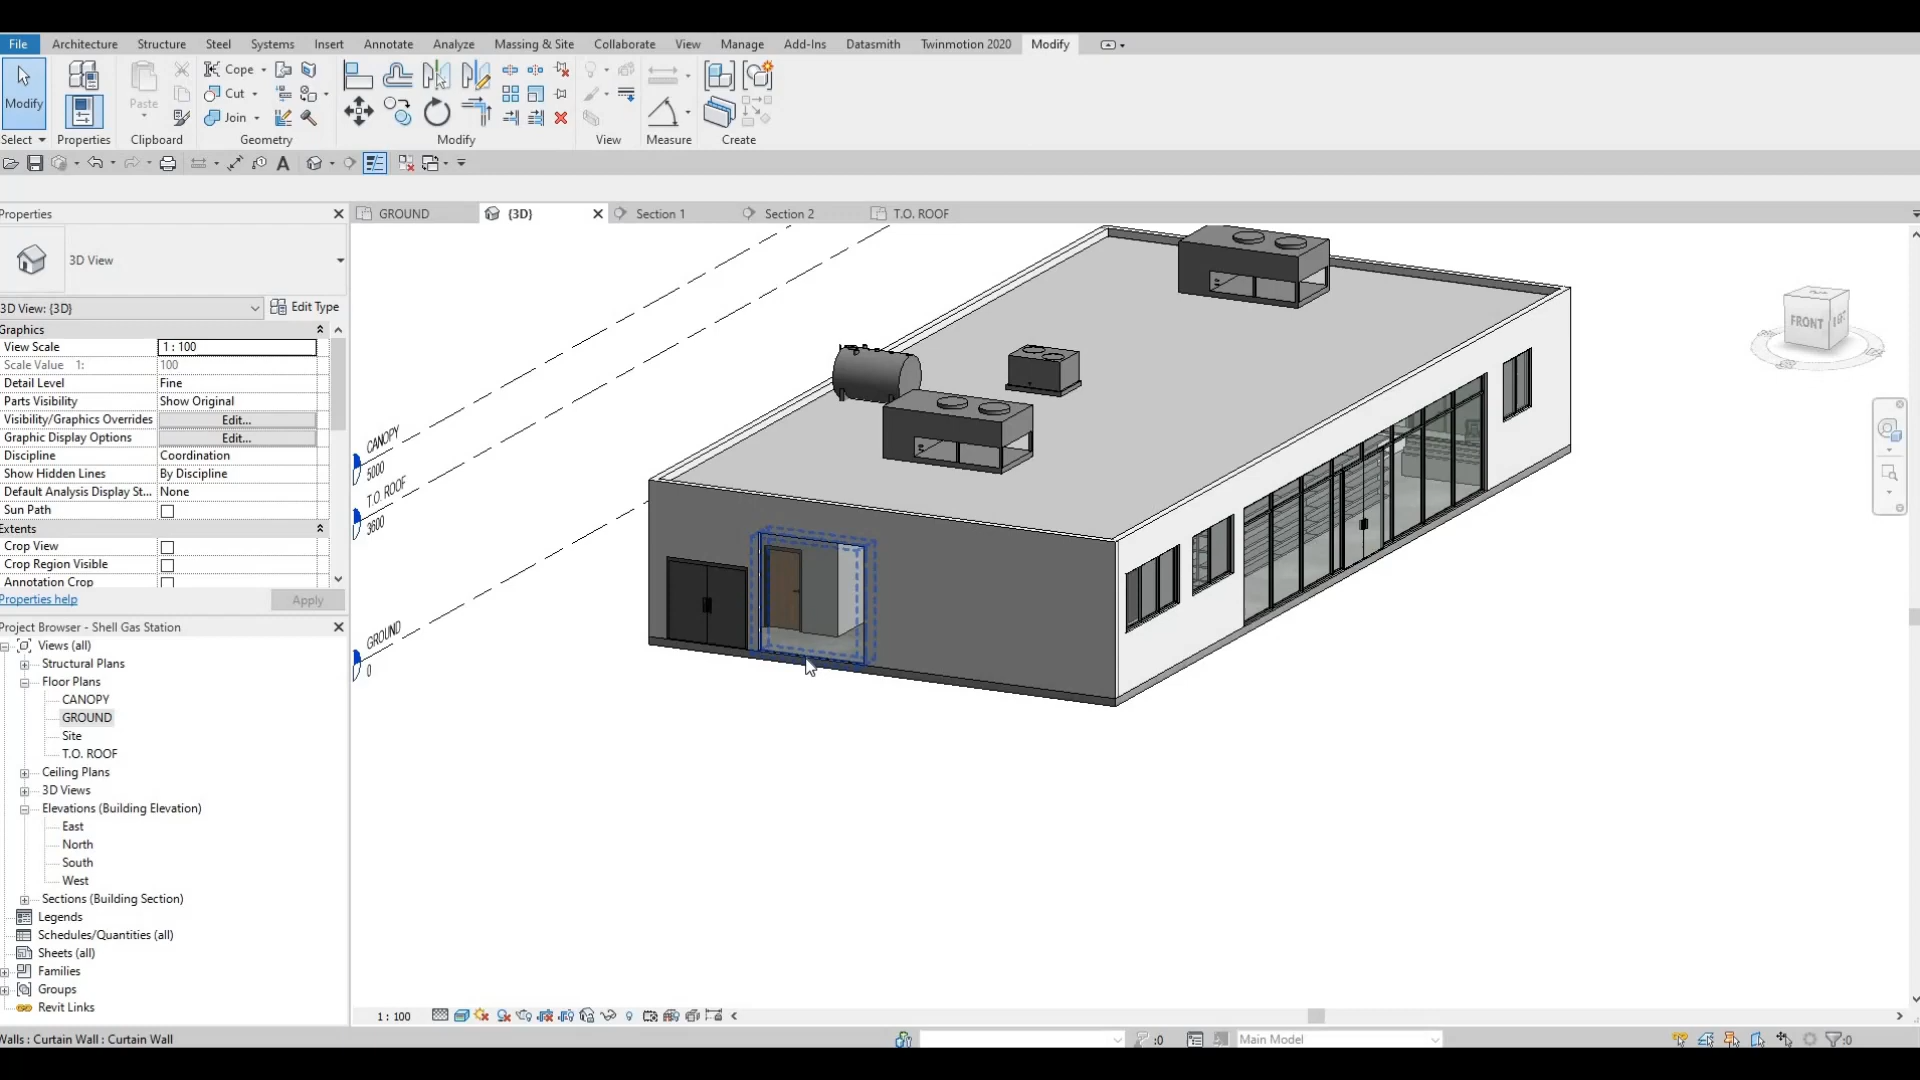 File Architecture Structure Steel Systems Insert Annotate Analyze Massing & Site Collaborate View Manage Add-Ins Datasmith Twinmotion 2020 Modify
Modify
Paste
Cope
Cut
Join
Select Properties Clipboard Geometry Modify View Measure Create
A
Properties
GROUND {3D} Section 1 Section 2 T.O. ROOF
3D View
3D View: {3D} Edit Type
Graphics
View Scale 1 : 100
Scale Value 1: 100
Detail Level Fine
Parts Visibility Show Original
Visibility/Graphics Overrides Edit...
Graphic Display Options Edit...
Discipline Coordination
Show Hidden Lines By Discipline
Default Analysis Display St... None
Sun Path
Extents
Crop View
Crop Region Visible
Annotation Crop
Properties help Apply
Project Browser - Shell Gas Station
Views (all)
Structural Plans
Floor Plans
CANOPY
GROUND
Site
T.O. ROOF
Ceiling Plans
3D Views
Elevations (Building Elevation)
East
North
South
West
Sections (Building Section)
Legends
Schedules/Quantities (all)
Sheets (all)
Families
Groups
Revit Links
CANOPY
5000
T.O. ROOF
3600
GROUND
0
FRONT
1 : 100
Walls : Curtain Wall : Curtain Wall
:0
Main Model
:0